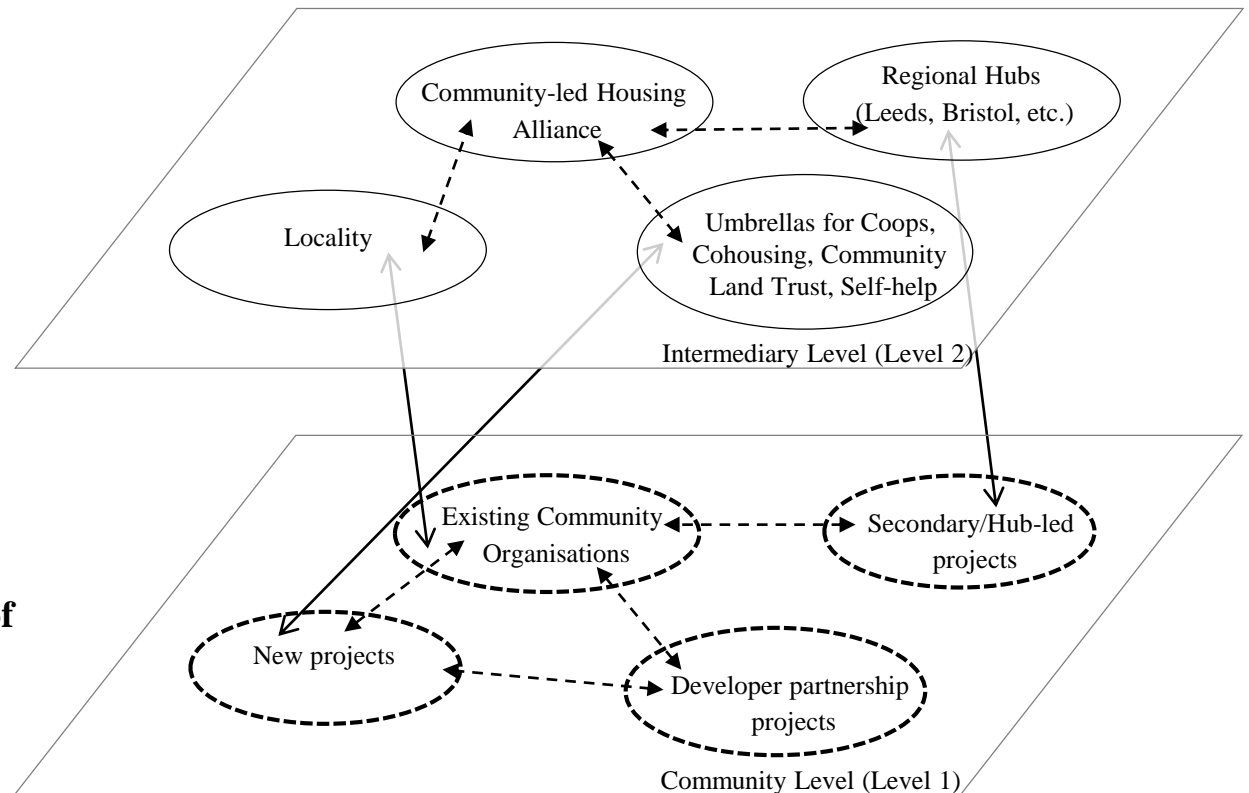 Community-led Housing
Alliance
Regional Hubs
(Leeds, Bristol, etc.)
Locality
Umbrellas for Coops,
Cohousing, Community
Land Trust, Self-help
Intermediary Level (Level 2)
Existing Community
Organisations
Secondary/Hub-led
projects
New projects
Developer partnership
projects
Community Level (Level 1)